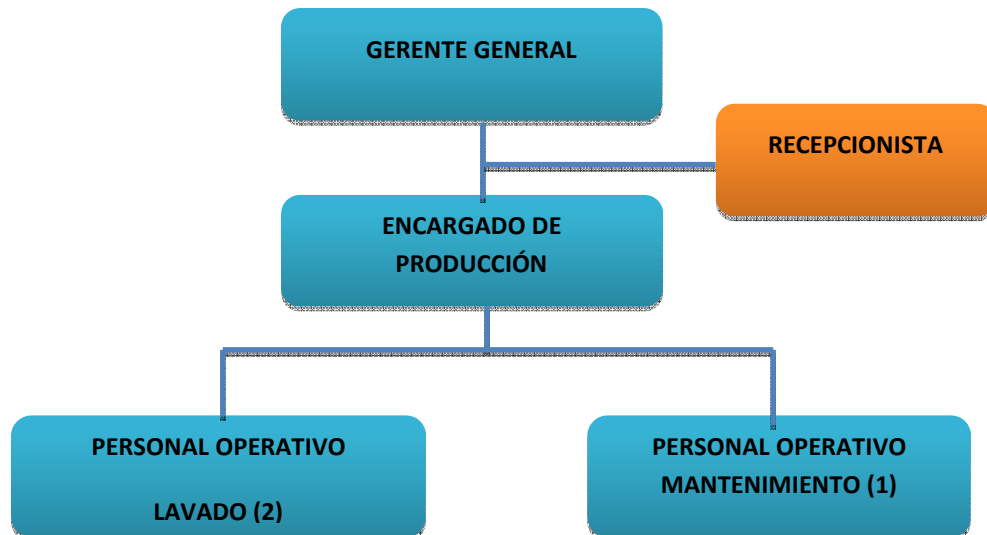 GERENTE GENERAL
RECEPCIONISTA
ENCARGADO DE
PRODUCCIÓN
PERSONAL OPERATIVO
LAVADO (2)
PERSONAL OPERATIVO
MANTENIMIENTO (1)